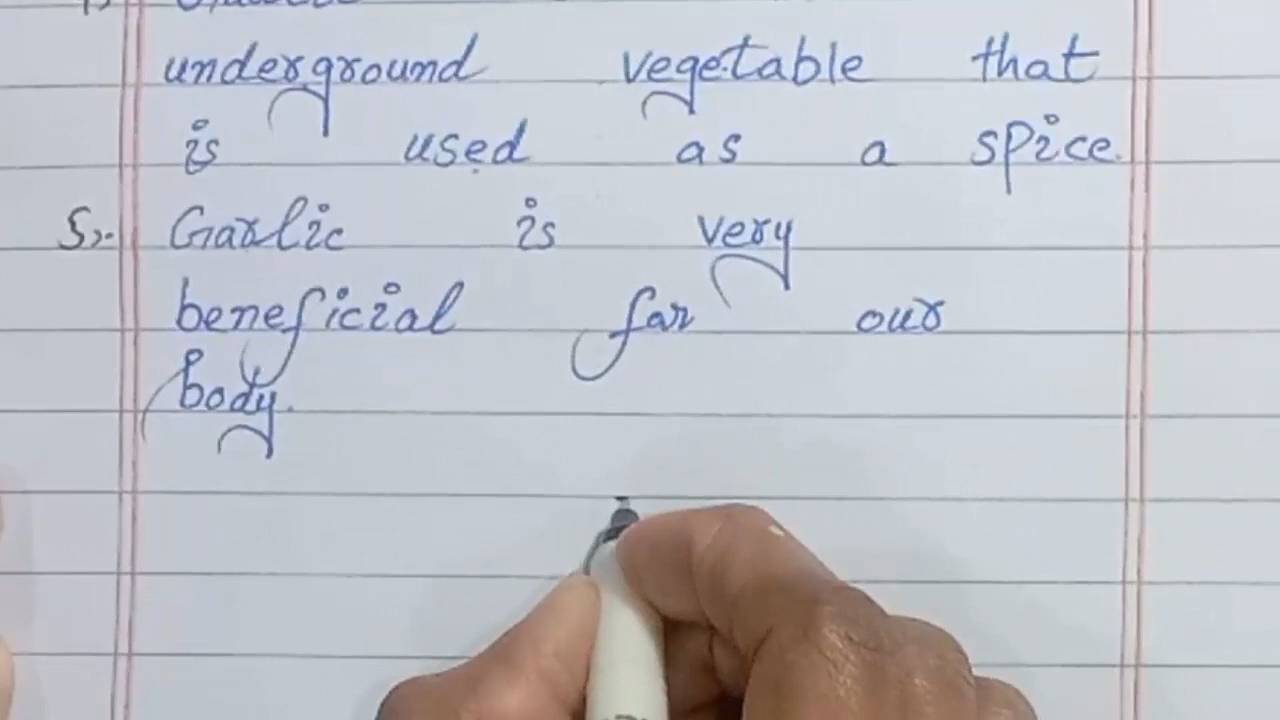 underground vegetable that
is used as a spice.
5). Garlic is very
beneficial for our
body.